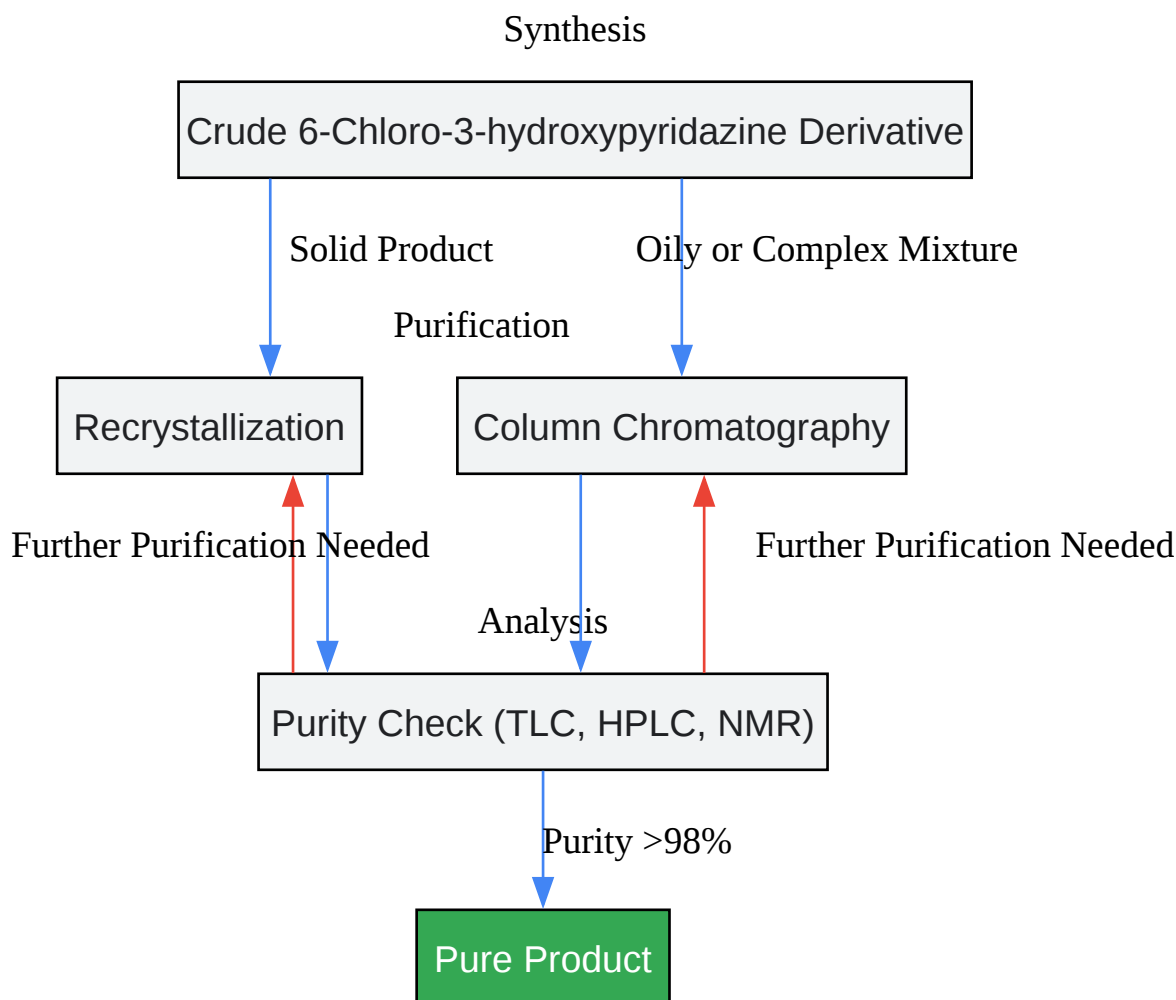 Synthesis
Crude 6-Chloro-3-hydroxypyridazine Derivative
Solid Product
Oily or Complex Mixture
Purification
Recrystallization
Column Chromatography
Further Purification Needed
Further Purification Needed
Analysis
Purity Check (TLC, HPLC, NMR)
Purity >98%
Pure Product